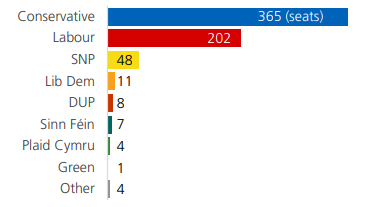 Conservative 365 (seats)
Labour 202
SNP 48
Lib Dem 11
DUP 8
Sinn Féin 7
Plaid Cymru 4
Green 1
Other 4